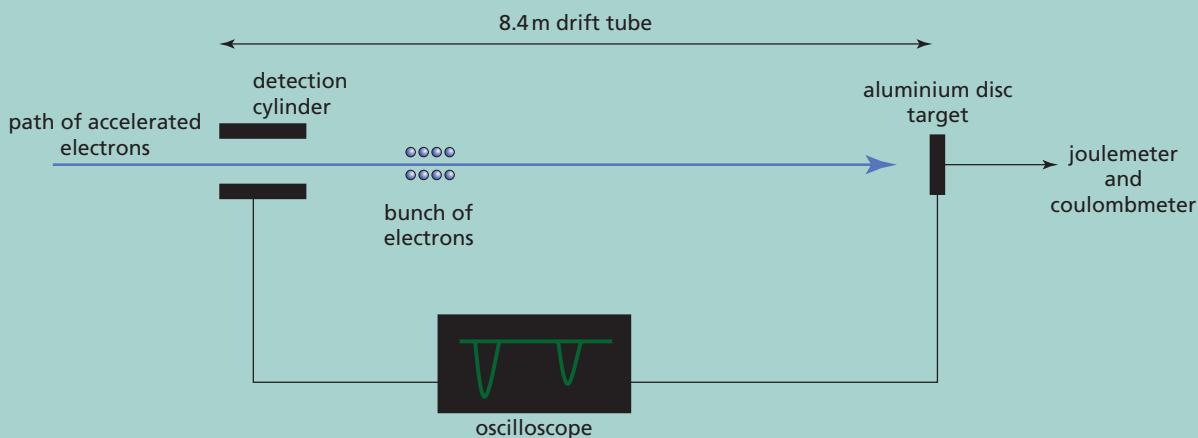 8.4 m drift tube
detection
cylinder
path of accelerated
electrons
bunch of
electrons
aluminium disc
target
joulemeter
and
coulombmeter
oscilloscope